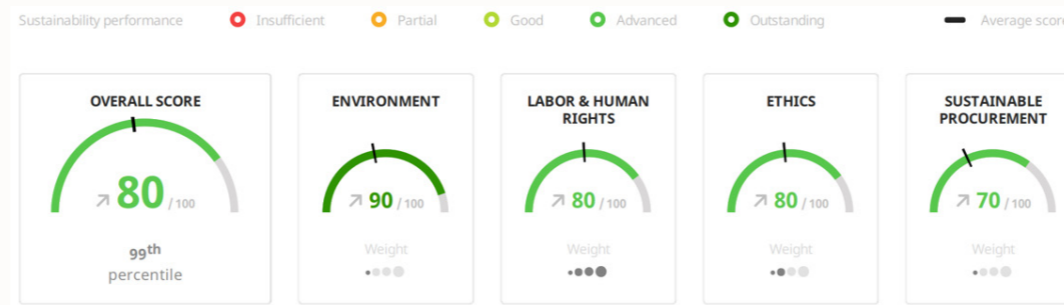 Sustainability performance Insufficient Partial Good Advanced Outstanding Average score
OVERALL SCORE
80 / 100
99th
percentile
ENVIRONMENT
90 / 100
Weight
LABOR & HUMAN
RIGHTS
80 / 100
Weight
ETHICS
80 / 100
Weight
SUSTAINABLE
PROCUREMENT
70 / 100
Weight